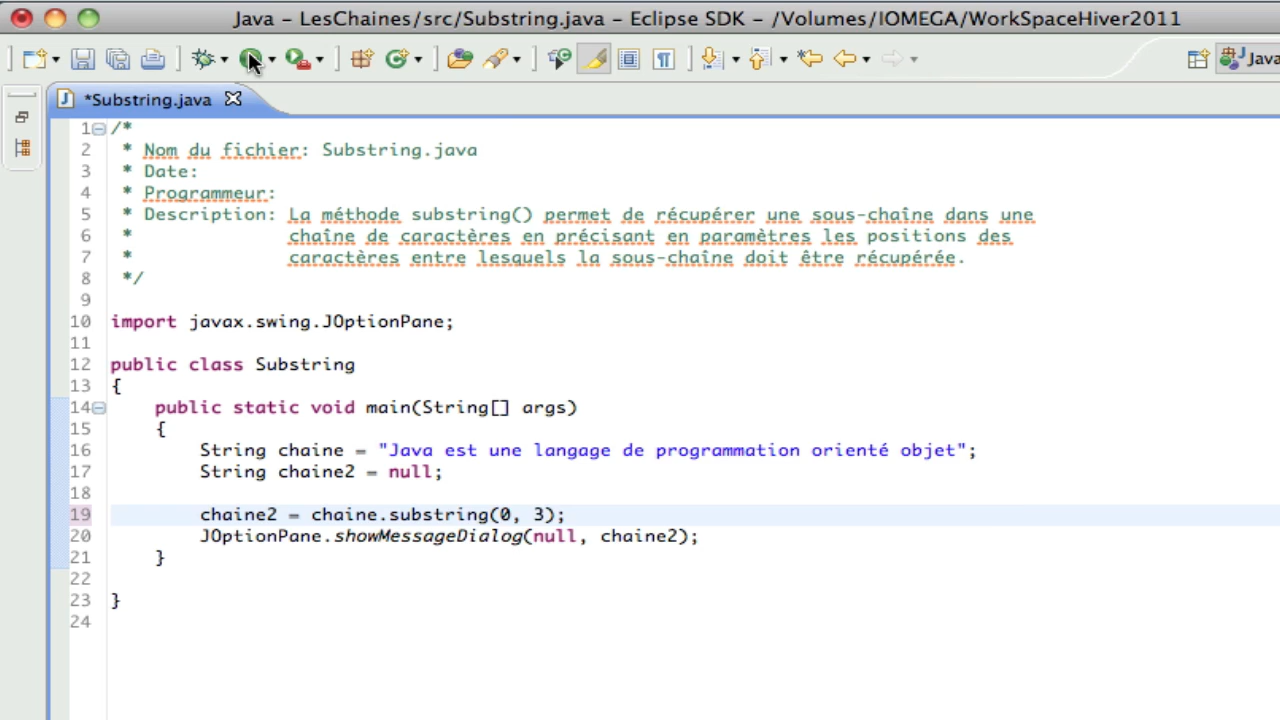 Java – LesChaines/src/Substring.java – Eclipse SDK – /Volumes/IOMEGA/WorkSpaceHiver2011
Java
*Substring.java
1 /*
2 * Nom du fichier: Substring.java
3 * Date:
4 * Programmeur:
5 * Description: La méthode substring() permet de récupérer une sous-chaîne dans une
6 * chaîne de caractères en précisant en paramètres les positions des
7 * caractères entre lesquels la sous-chaîne doit être récupérée.
8 */
9
10 import javax.swing.JOptionPane;
11
12 public class Substring
13 {
14 public static void main(String[] args)
15 {
16 String chaine = "Java est une langage de programmation orienté objet";
17 String chaine2 = null;
18
19 chaine2 = chaine.substring(0, 3);
20 JOptionPane.showMessageDialog(null, chaine2);
21 }
22
23 }
24